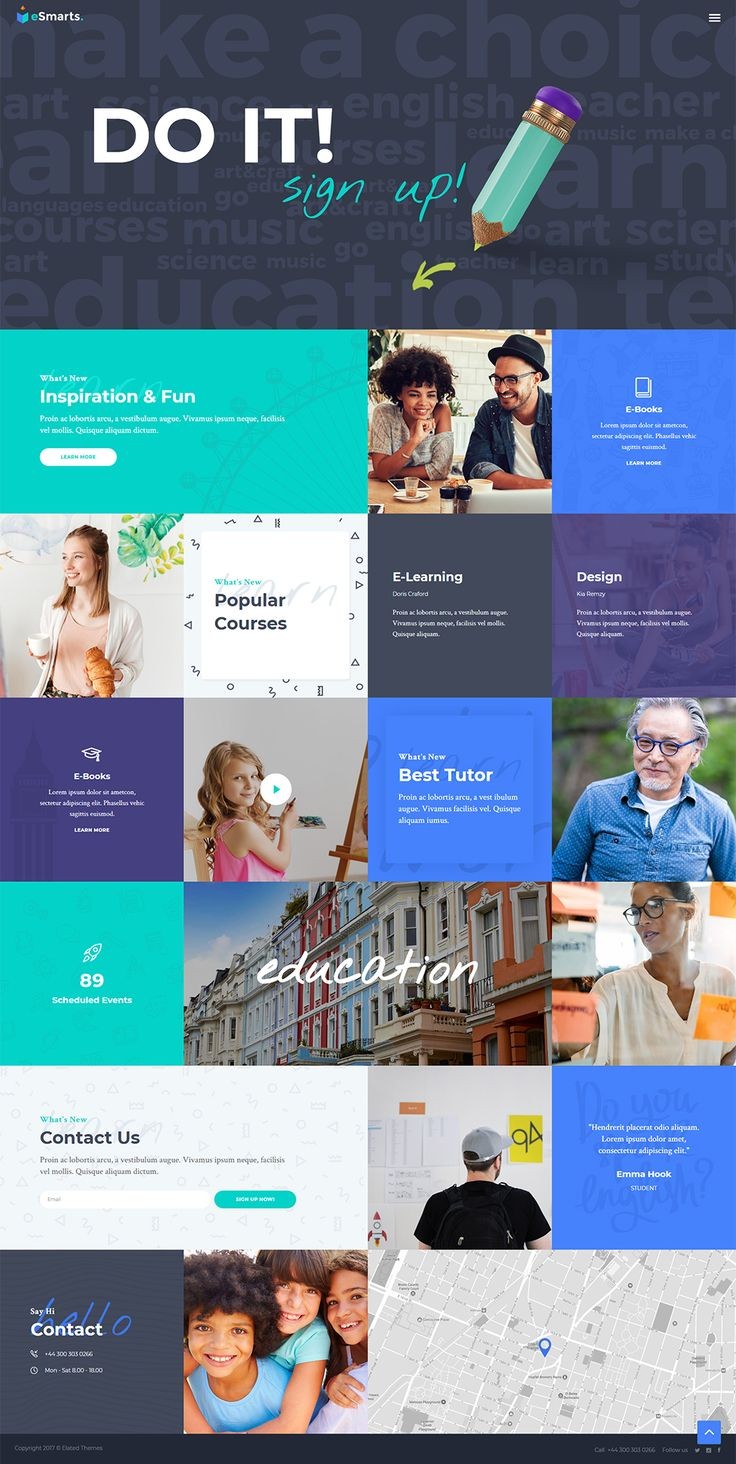 eSmarts.
make a choice
art science english teacher
DO IT!
sign up!
music
education music make a
learn
courses
art&craft
languages education go
courses music english go art science
art science music go teacher learn study
education
What's New
Inspiration & Fun
Proin ac lobortis arcu, a vestibulum augue. Vivamus ipsum neque, facilisis
vel mollis. Quisque aliquam dictum.
LEARN MORE
E-Books
Lorem ipsum dolor sit ametcon,
sectetur adipiscing elit. Phasellus vehic
sagittis euismod.
LEARN MORE
learn
What's New
Popular
Courses
E-Learning
Doris Craford
Proin ac lobortis arcu, a vestibulum augue.
Vivamus ipsum neque, facilisis vel mollis.
Quisque aliquam.
Design
Kia Remzy
Proin ac lobortis arcu, a vestibulum augue.
Vivamus ipsum neque, facilisis vel mollis.
Quisque aliquam.
E-Books
Lorem ipsum dolor sit ametcon,
sectetur adipiscing elit. Phasellus vehic
sagittis euismod.
LEARN MORE
What's New
Best Tutor
Proin ac lobortis arcu, a vest ibulum
augue. Vivamus facilisis vel. Mollis
aliquam iumus.
89
Scheduled Events
education
What's New
Contact Us
Proin ac lobortis arcu, a vestibulum augue. Vivamus ipsum neque, facilisis
vel mollis. Quisque aliquam dictum.
Email
SIGN UP NOW!
94
Do you
english?
"Hendrerit placerat odio aliquam.
Lorem ipsum dolor amet,
consectetur adipiscing elit."
Emma Hook
STUDENT
Say Hi
hello
Contact
+44 300 303 0266
Mon - Sat 8.00 - 18.00
Copyright 2017 © Elated Themes
Call +44 300 303 0266 Follow us